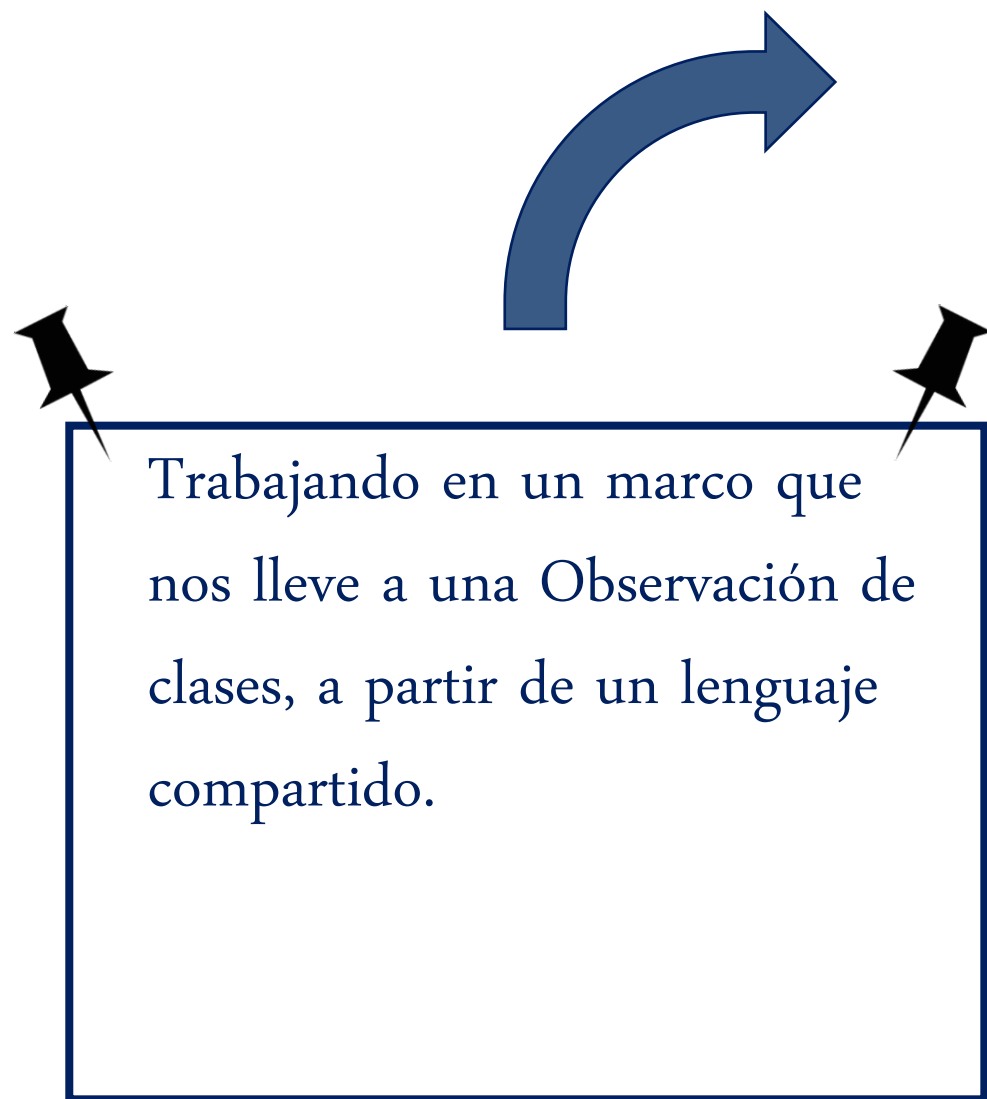 Trabajando en un marco que
nos lleve a una Observación de
clases, a partir de un lenguaje
compartido.